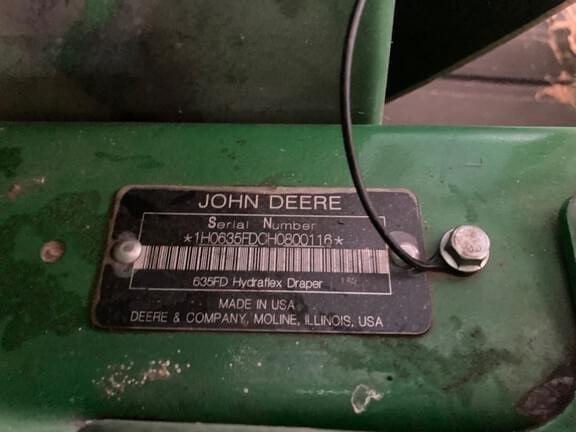 JOHN DEERE
Serial Number
*1H0635FDCH0800116*
635FD Hydraflex Draper
MADE IN USA
DEERE & COMPANY, MOLINE, ILLINOIS, USA